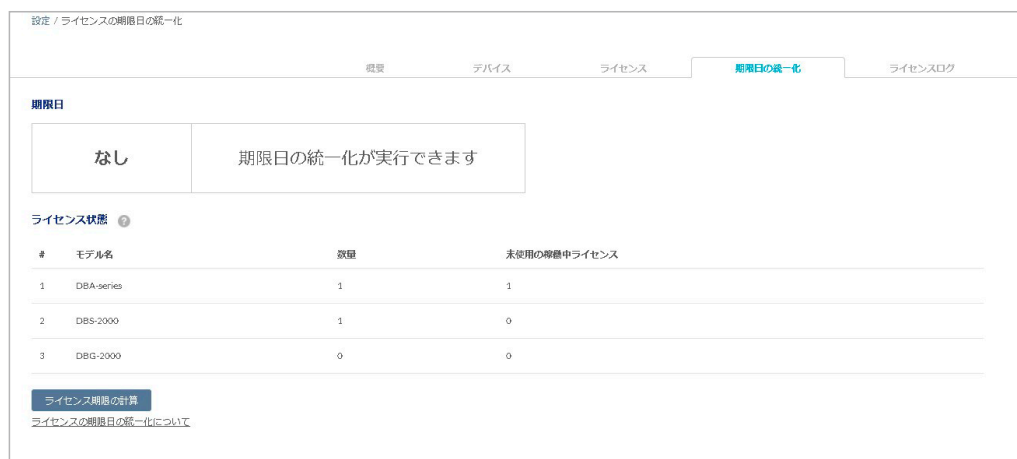 設定 / ライセンスの期限日の統一化
概要 デバイス ライセンス 期限日の統一化 ライセンスログ
期限日
なし 期限日の統一化が実行できます
ライセンス状態 ?
# モデル名 数量 未使用の稼働中ライセンス
1 DBA-series 1 1
2 DBS-2000 1 0
3 DBG-2000 0 0
ライセンス期限の計算
ライセンスの期限日の統一化について